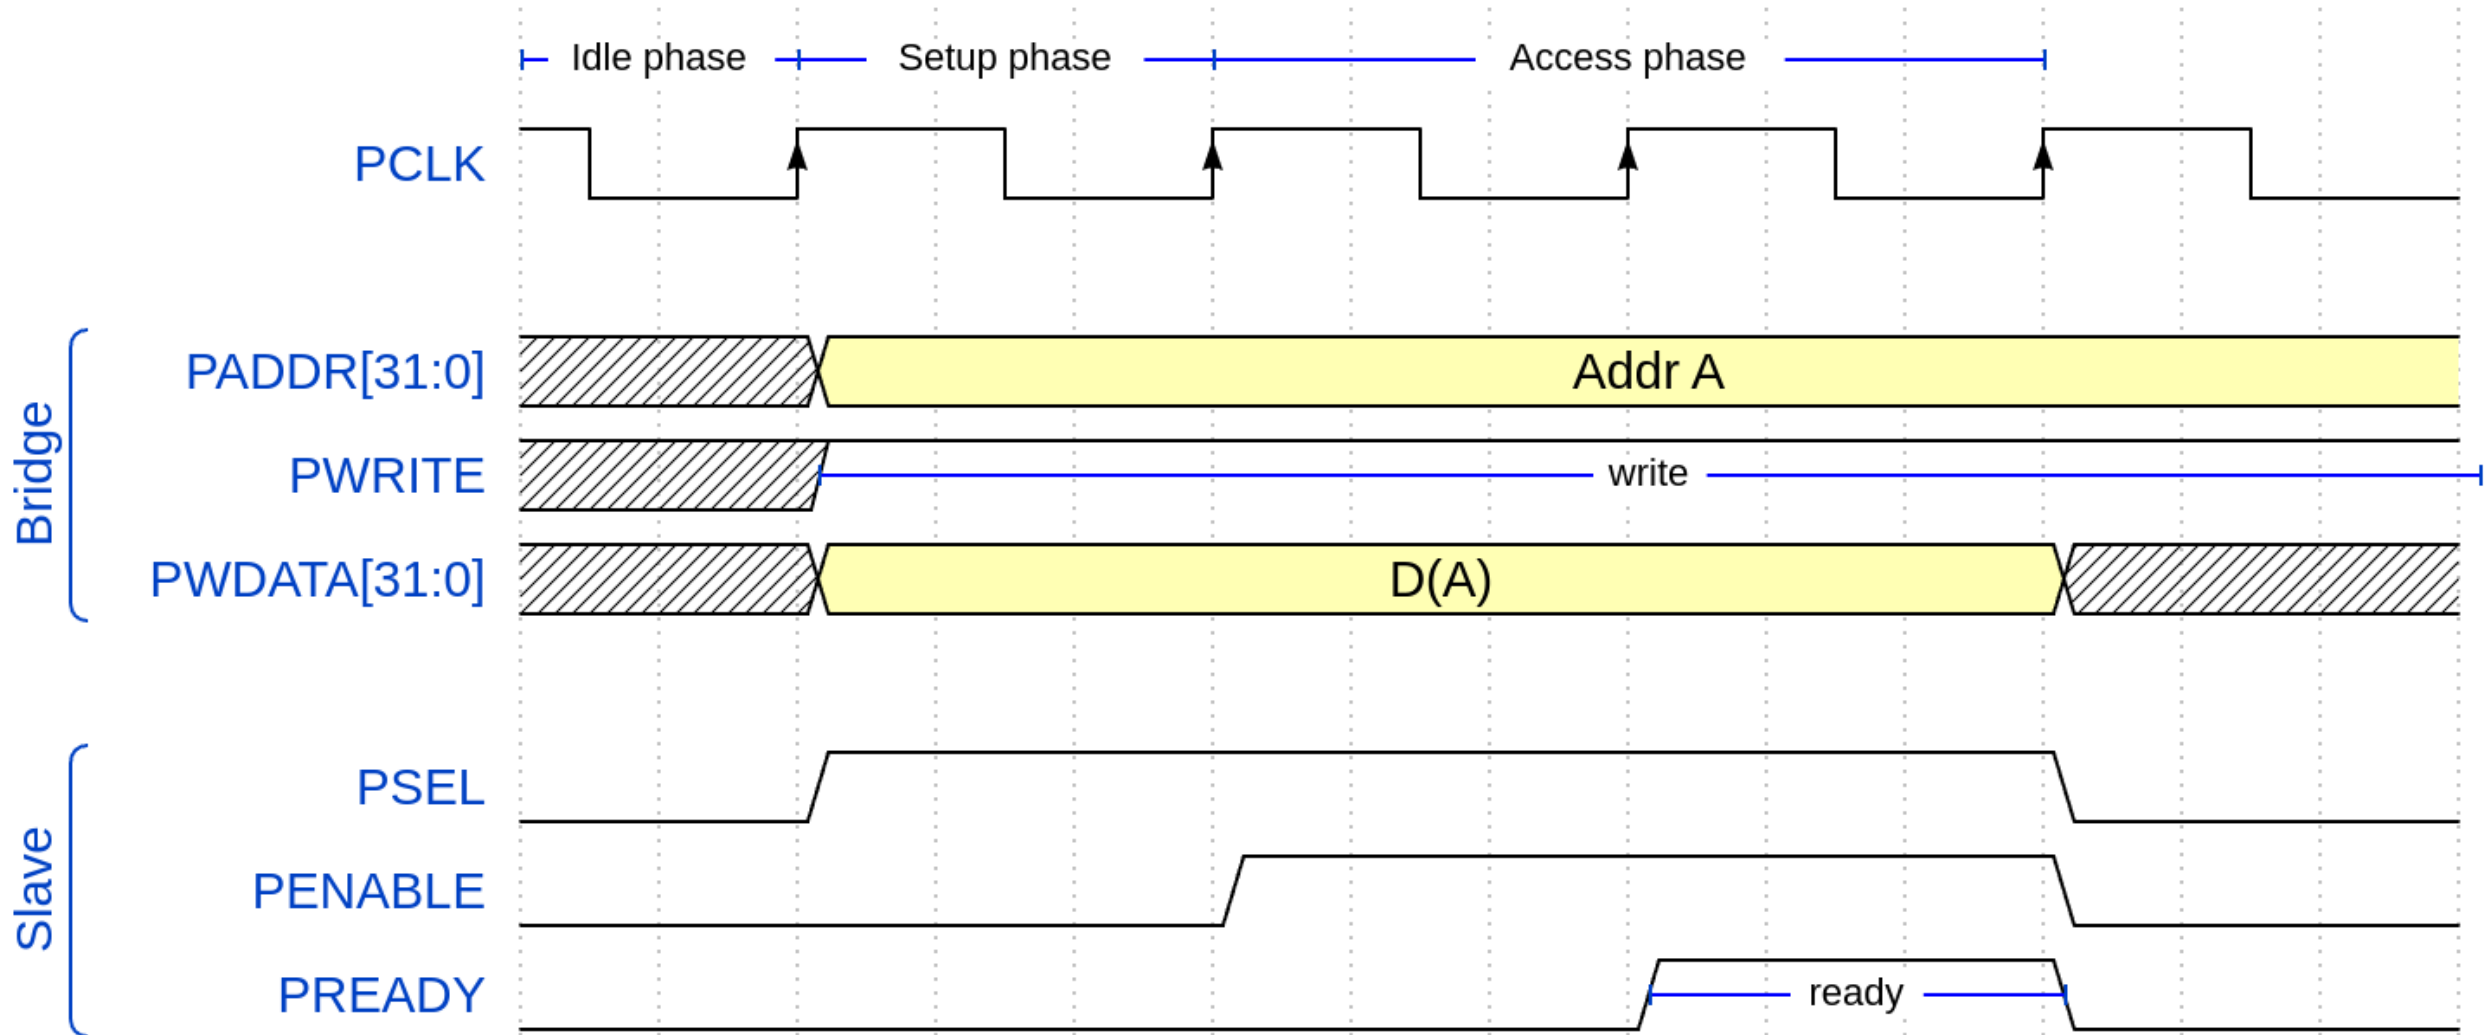 Idle phase
Setup phase
Access phase
PCLK
Bridge
PADDR[31:0]
Addr A
PWRITE
write
PWDATA[31:0]
D(A)
Slave
PSEL
PENABLE
PREADY
ready